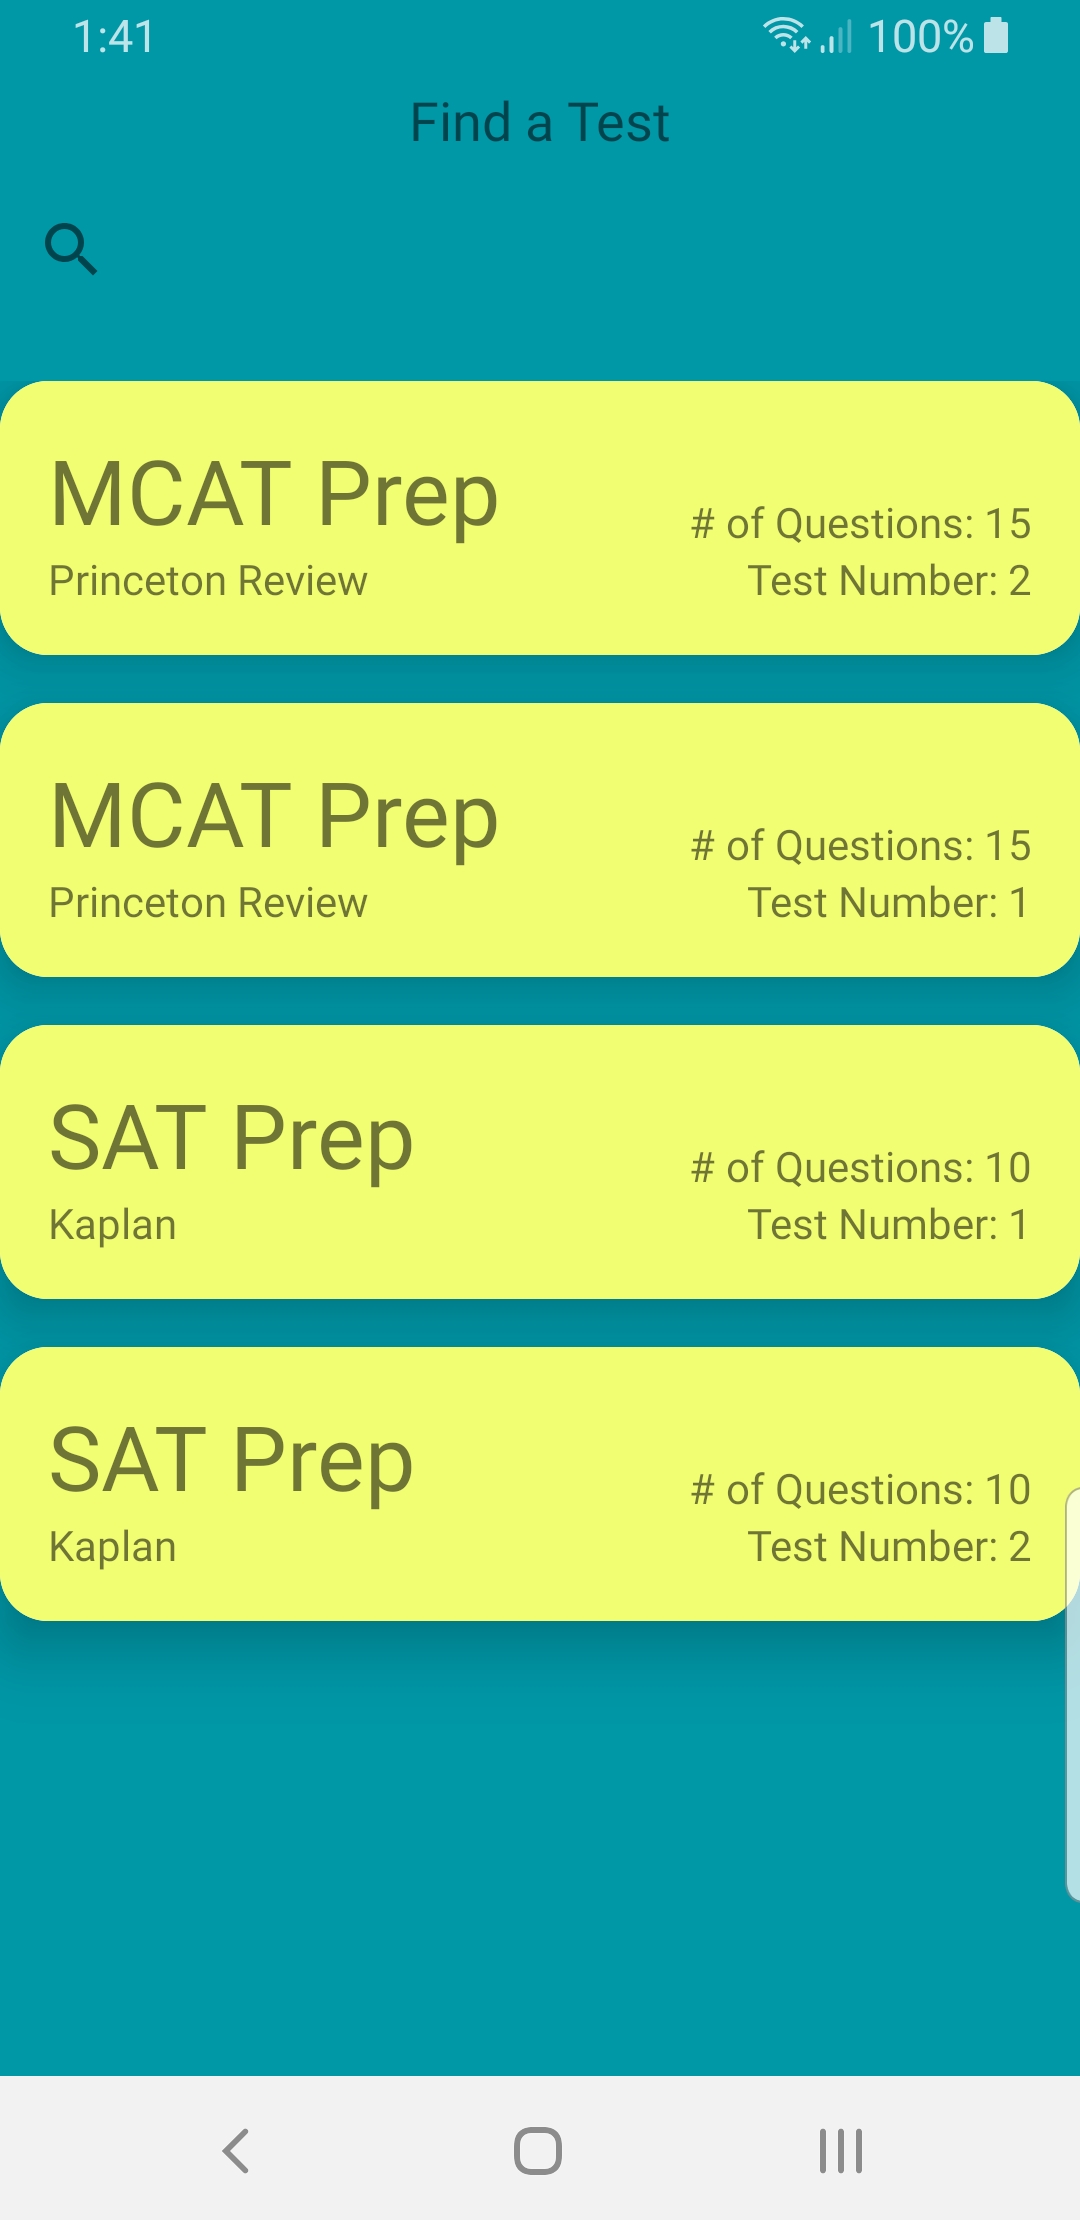 1:41 100%
Find a Test
MCAT Prep
Princeton Review
# of Questions: 15
Test Number: 2
MCAT Prep
Princeton Review
# of Questions: 15
Test Number: 1
SAT Prep
Kaplan
# of Questions: 10
Test Number: 1
SAT Prep
Kaplan
# of Questions: 10
Test Number: 2